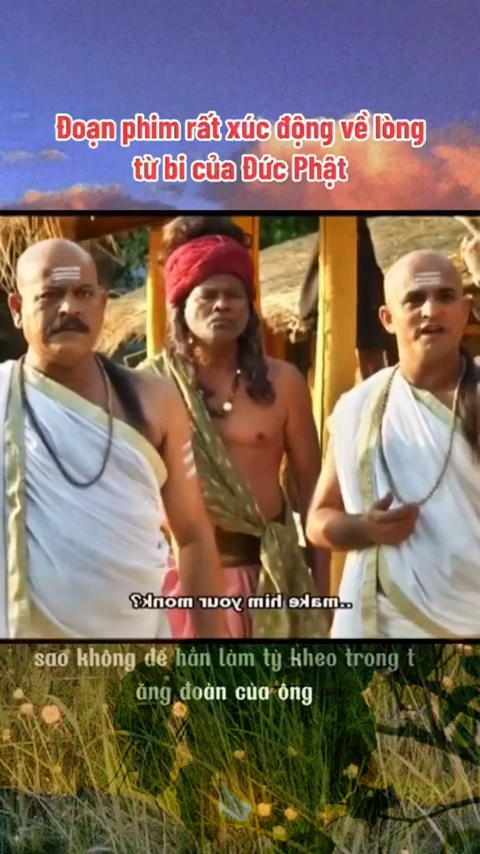 Đoạn phim rất xúc động về lòng
từ bi của Đức Phật
..make him your monk?
sao không để hắn làm tỳ kheo trong t
ăng đoàn của ông